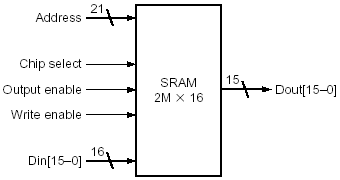 21
Address
Chip select
Output enable
Write enable
16
Din[15–0]
SRAM
2M × 16
15
Dout[15–0]